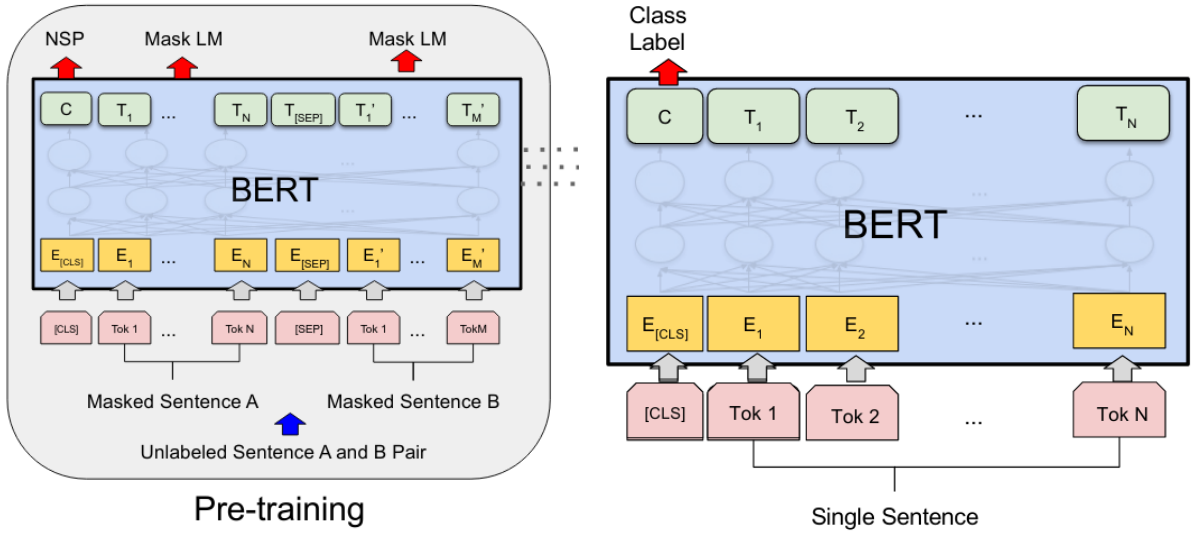 NSP Mask LM Mask LM
C T1 ... TN T[SEP] T1' ... TM'
...
BERT
...
E[CLS] E1 ... EN E[SEP] E1' ... EM'
[CLS] Tok 1 ... Tok N [SEP] Tok 1 ... TokM
Masked Sentence A Masked Sentence B
Unlabeled Sentence A and B Pair
Pre-training
Class
Label
C T1 T2 ... TN
...
BERT
...
E[CLS] E1 E2 ... EN
[CLS] Tok 1 Tok 2 ... Tok N
Single Sentence